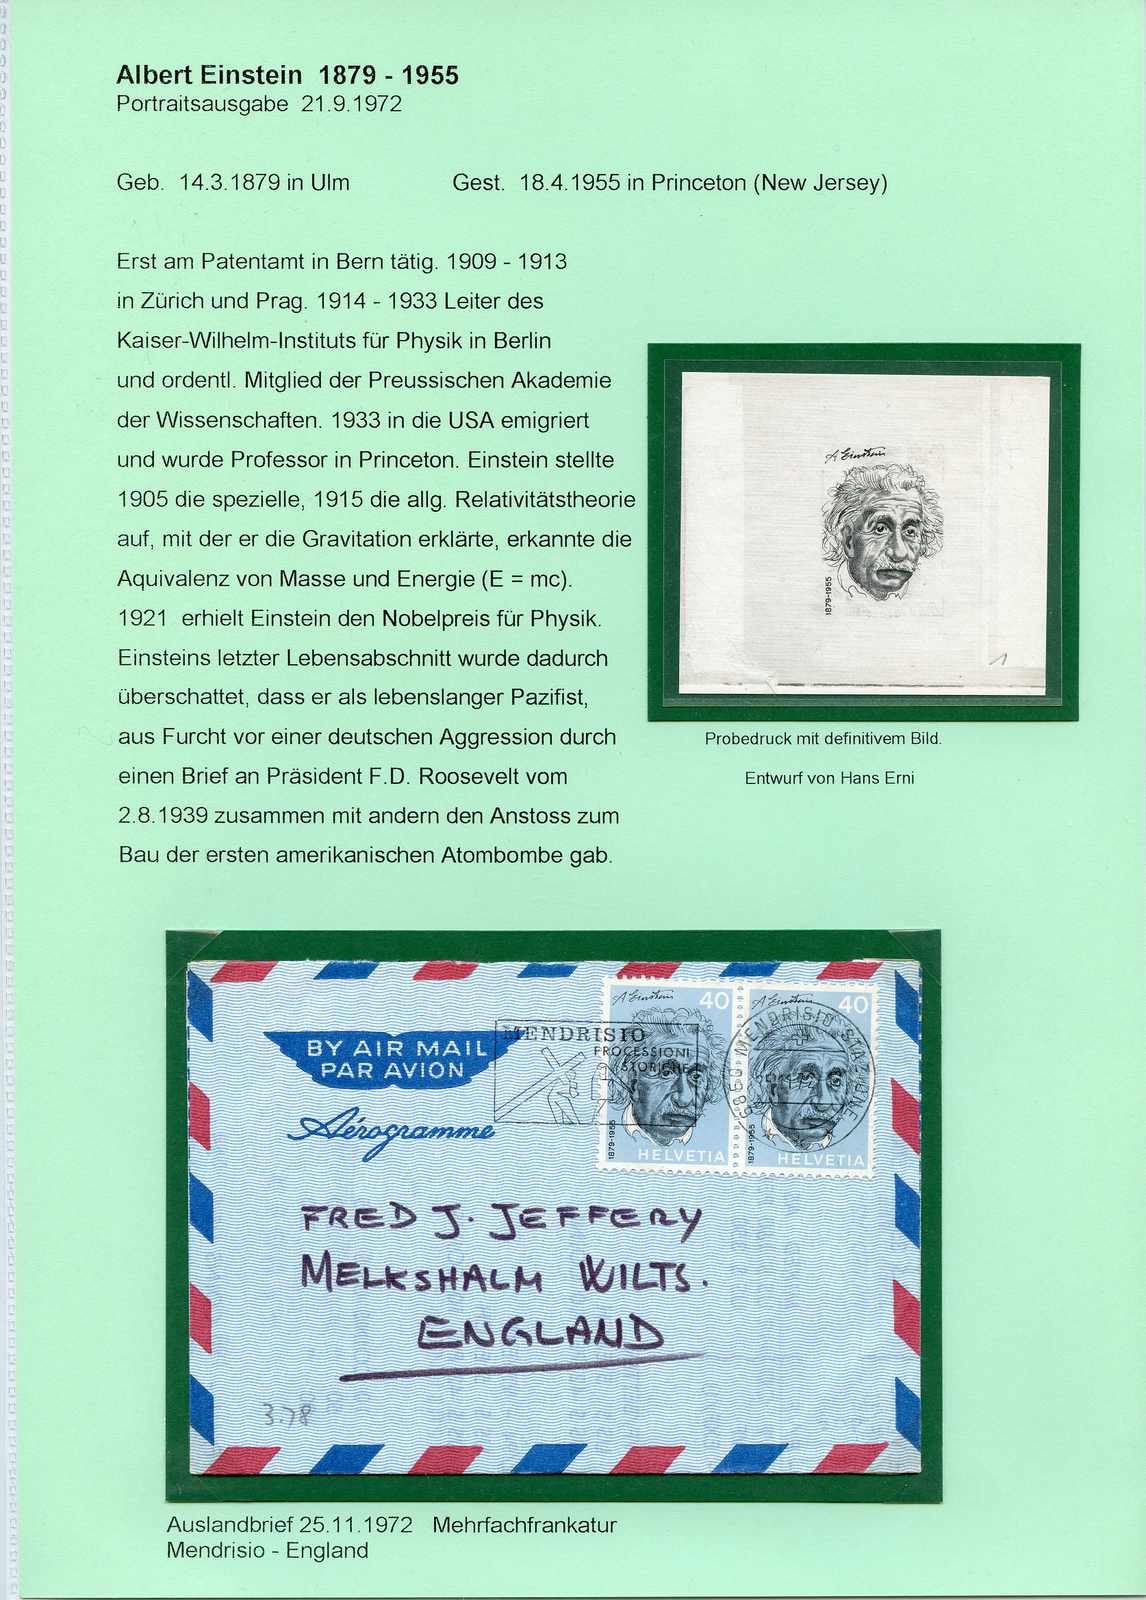 Albert Einstein 1879 - 1955
Portraitsausgabe 21.9.1972
Geb. 14.3.1879 in Ulm Gest. 18.4.1955 in Princeton (New Jersey)
Erst am Patentamt in Bern tätig. 1909 - 1913
in Zürich und Prag. 1914 - 1933 Leiter des
Kaiser-Wilhelm-Instituts für Physik in Berlin
und ordentl. Mitglied der Preussischen Akademie
der Wissenschaften. 1933 in die USA emigriert
und wurde Professor in Princeton. Einstein stellte
1905 die spezielle, 1915 die allg. Relativitätstheorie
auf, mit der er die Gravitation erklärte, erkannte die
Aquivalenz von Masse und Energie (E = mc).
1921 erhielt Einstein den Nobelpreis für Physik.
Einsteins letzter Lebensabschnitt wurde dadurch
überschattet, dass er als lebenslanger Pazifist,
aus Furcht vor einer deutschen Aggression durch
einen Brief an Präsident F.D. Roosevelt vom
2.8.1939 zusammen mit andern den Anstoss zum
Bau der ersten amerikanischen Atombombe gab.
A Einstein
1879-1955
1
Probedruck mit definitivem Bild.
Entwurf von Hans Erni
A Einstein 40
A Einstein 40
MENDRISIO
PROCESSIONI
STORICHE
6850 MENDRISIO STAZIONE
BY AIR MAIL
PAR AVION
Aérogramme
1879-1955
HELVETIA
1879-1955
HELVETIA
FRED J. JEFFERY
MELKSHALM WILTS.
ENGLAND
3.78
Auslandbrief 25.11.1972 Mehrfachfrankatur
Mendrisio - England